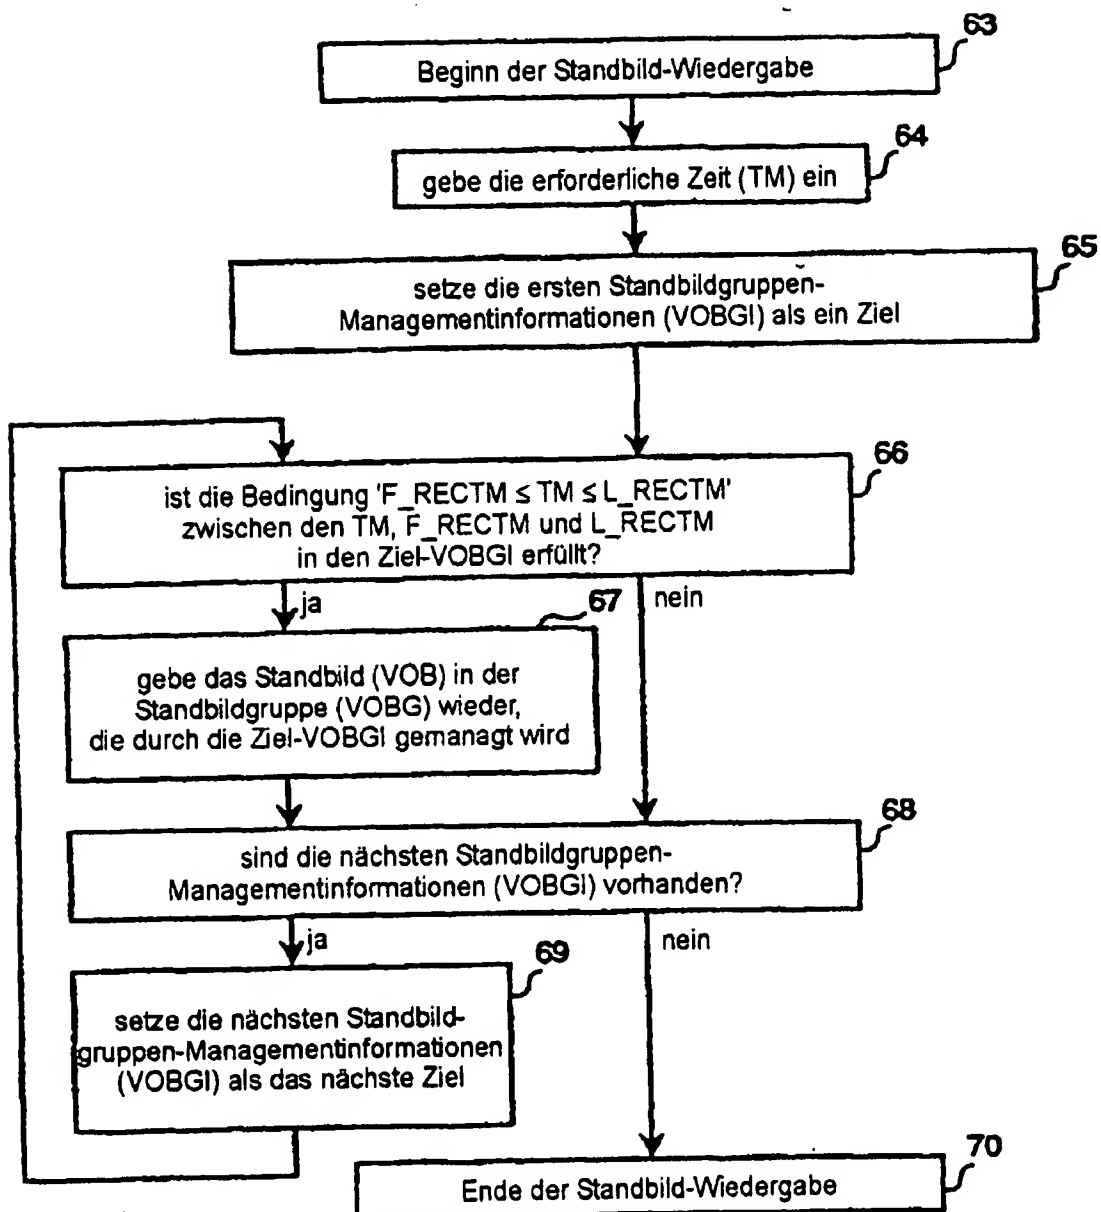 63
Beginn der Standbild-Wiedergabe
64
gebe die erforderliche Zeit (TM) ein
65
setze die ersten Standbildgruppen-
Managementinformationen (VOBGI) als ein Ziel
66
ist die Bedingung 'F_RECTM ≤ TM ≤ L_RECTM'
zwischen den TM, F_RECTM und L_RECTM
in den Ziel-VOBGI erfüllt?
ja
67
nein
gebe das Standbild (VOB) in der
Standbildgruppe (VOBG) wieder,
die durch die Ziel-VOBGI gemanagt wird
68
sind die nächsten Standbildgruppen-
Managementinformationen (VOBGI) vorhanden?
ja
nein
69
setze die nächsten Standbild-
gruppen-Managementinformationen
(VOBGI) als das nächste Ziel
70
Ende der Standbild-Wiedergabe